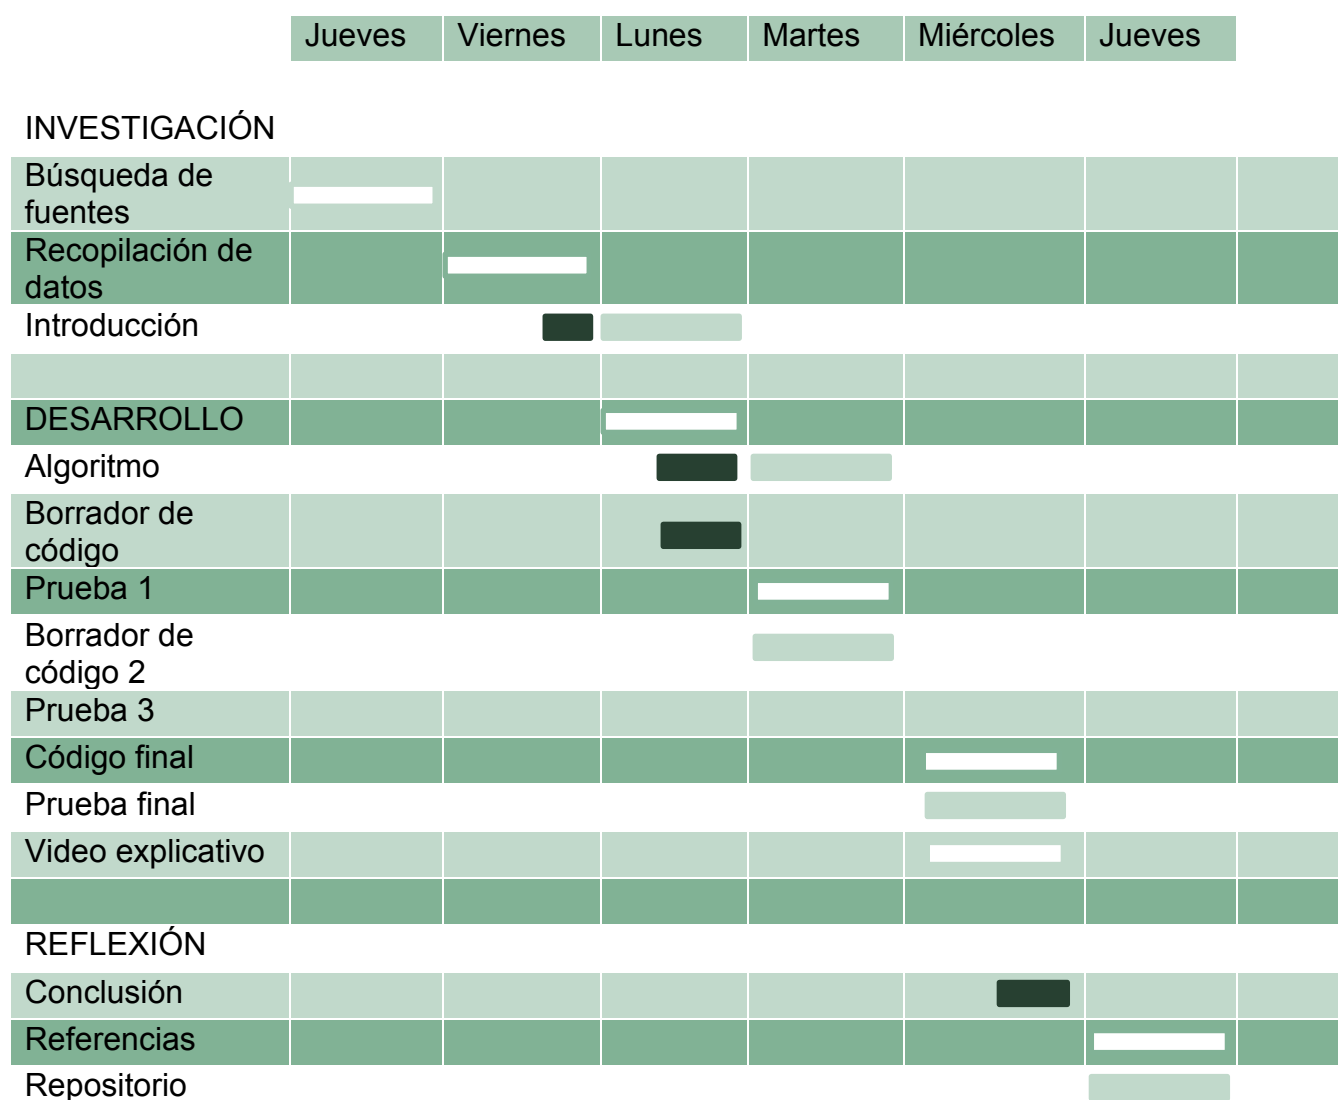 Jueves Viernes Lunes Martes Miércoles Jueves
INVESTIGACIÓN
Búsqueda de
fuentes
Recopilación de
datos
Introducción
DESARROLLO
Algoritmo
Borrador de
código
Prueba 1
Borrador de
código 2
Prueba 3
Código final
Prueba final
Video explicativo
REFLEXIÓN
Conclusión
Referencias
Repositorio